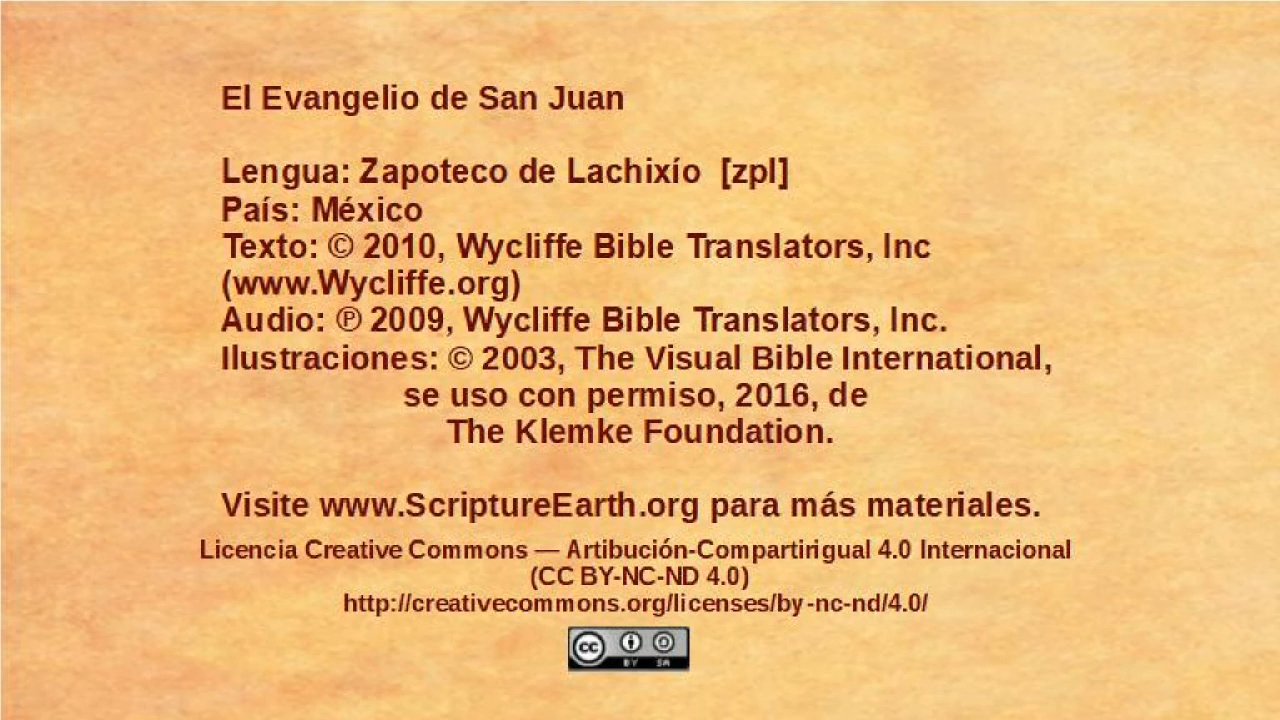 El Evangelio de San Juan
Lengua: Zapoteco de Lachixío [zpl]
País: México
Texto: © 2010, Wycliffe Bible Translators, Inc
(www.Wycliffe.org)
Audio: ℗ 2009, Wycliffe Bible Translators, Inc.
Ilustraciones: © 2003, The Visual Bible International,
se uso con permiso, 2016, de
The Klemke Foundation.
Visite www.ScriptureEarth.org para más materiales.
Licencia Creative Commons — Artibución-Compartirigual 4.0 Internacional
(CC BY-NC-ND 4.0)
http://creativecommons.org/licenses/by-nc-nd/4.0/
cc BY SA